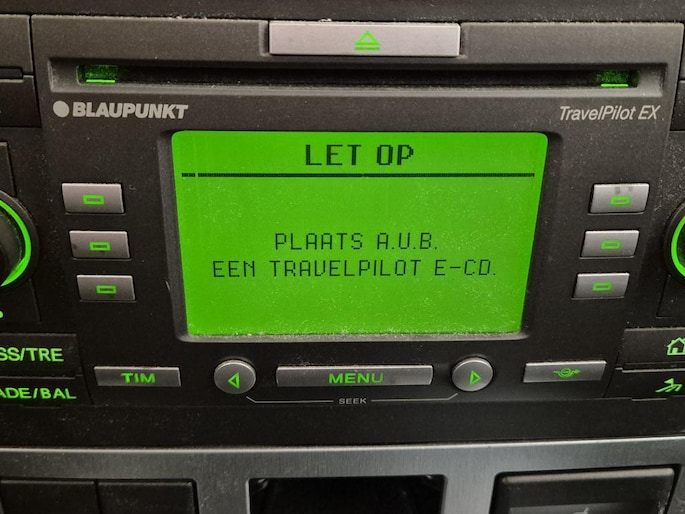 BLAUPUNKT
TravelPilot EX
LET OP
PLAATS A.U.B.
EEN TRAVELPILOT E-CD.
SS/TRE
ADE/BAL
TIM
MENU
SEEK